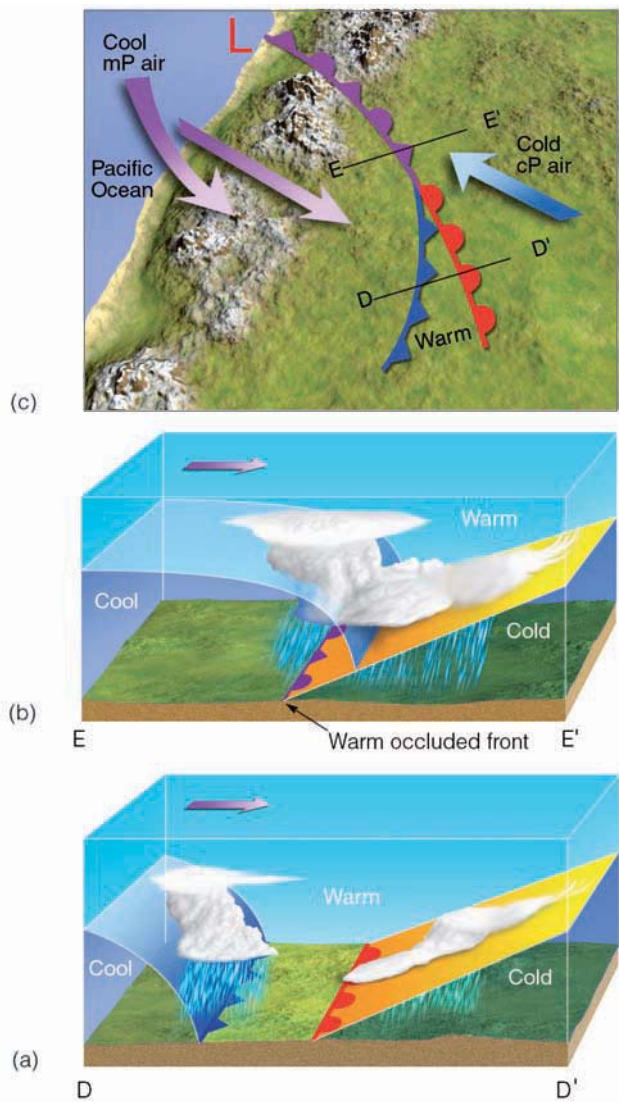 L
Cool
mP air
E'
E
Cold
cP air
Pacific
Ocean
D'
D
Warm
(c)
Warm
Cool
Cold
(b)
E
Warm occluded front
E'
Warm
Cool
Cold
(a)
D
D'